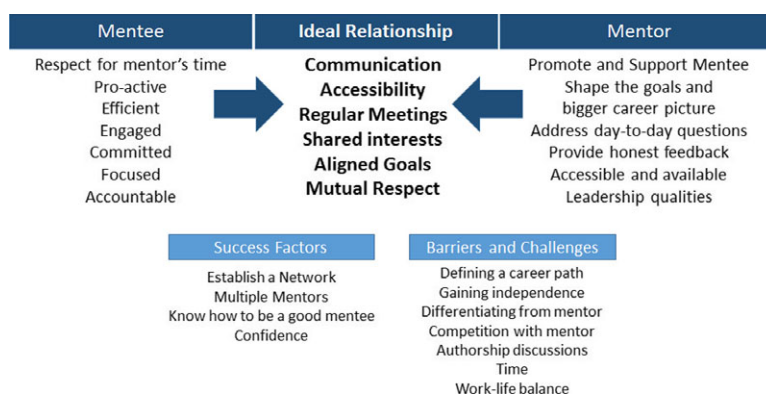 Mentee
Respect for mentor's time
Pro-active
Efficient
Engaged
Committed
Focused
Accountable
Ideal Relationship
Communication
Accessibility
Regular Meetings
Shared interests
Aligned Goals
Mutual Respect
Mentor
Promote and Support Mentee
Shape the goals and
bigger career picture
Address day-to-day questions
Provide honest feedback
Accessible and available
Leadership qualities
Success Factors
Establish a Network
Multiple Mentors
Know how to be a good mentee
Confidence
Barriers and Challenges
Defining a career path
Gaining independence
Differentiating from mentor
Competition with mentor
Authorship discussions
Time
Work-life balance